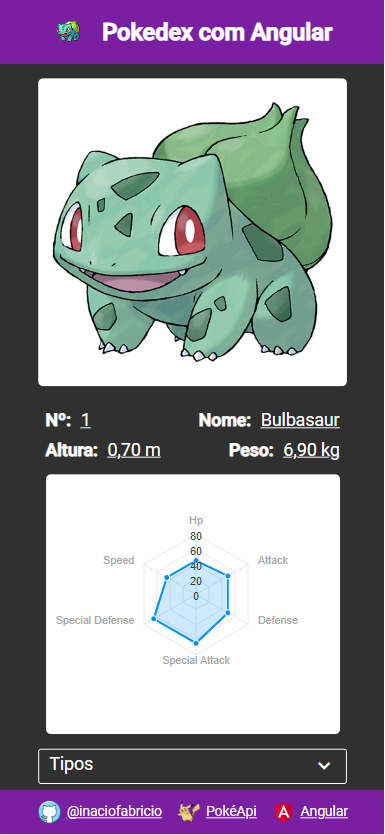 Pokedex com Angular
Nº: 1 Nome: Bulbasaur
Altura: 0,70 m Peso: 6,90 kg
Hp
80
60
40
20
0
Speed Attack
Special Defense Defense
Special Attack
Tipos
@inaciofabricio PokéApi Angular